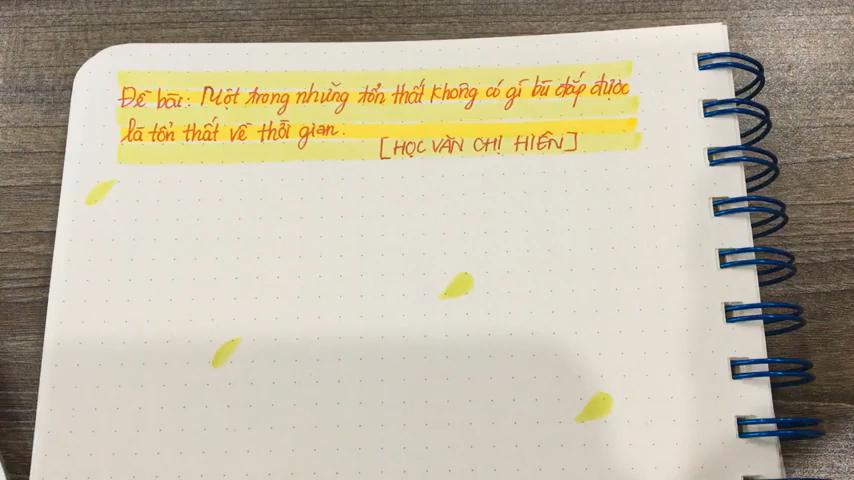 Đề bài: Một trong những tổn thất không có gì bù đắp được
là tổn thất về thời gian.
[HỌC VĂN CHỊ HIÊN]